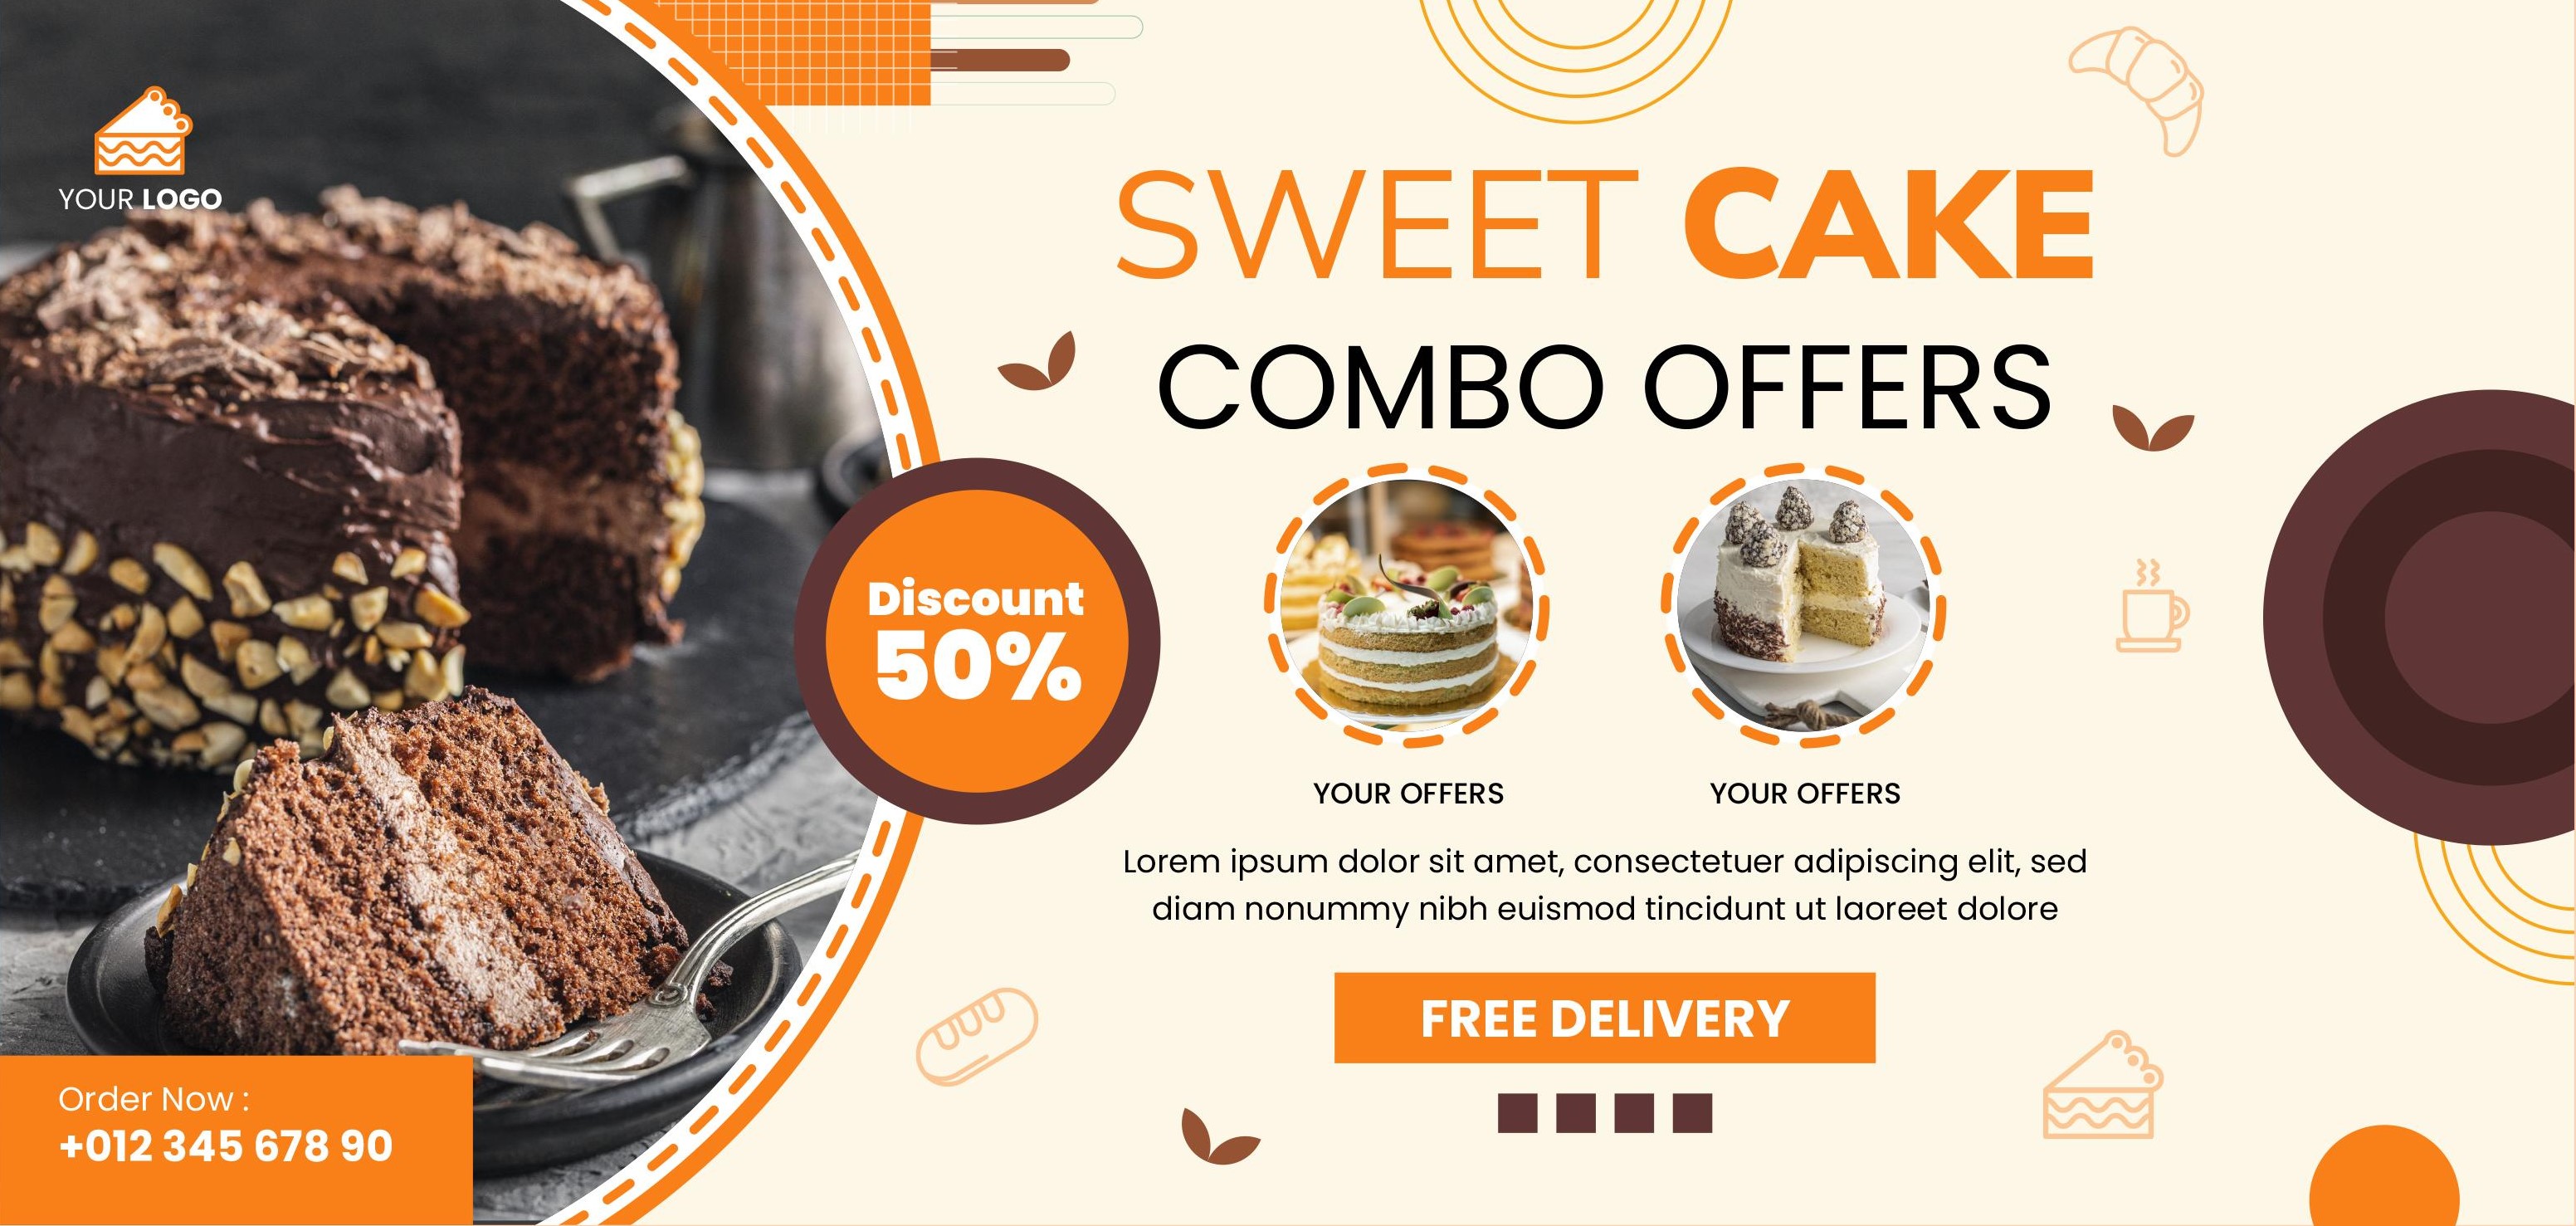 YOUR LOGO
SWEET CAKE
COMBO OFFERS
Discount
50%
YOUR OFFERS
YOUR OFFERS
Lorem ipsum dolor sit amet, consectetuer adipiscing elit, sed
diam nonummy nibh euismod tincidunt ut laoreet dolore
FREE DELIVERY
Order Now :
+012 345 678 90